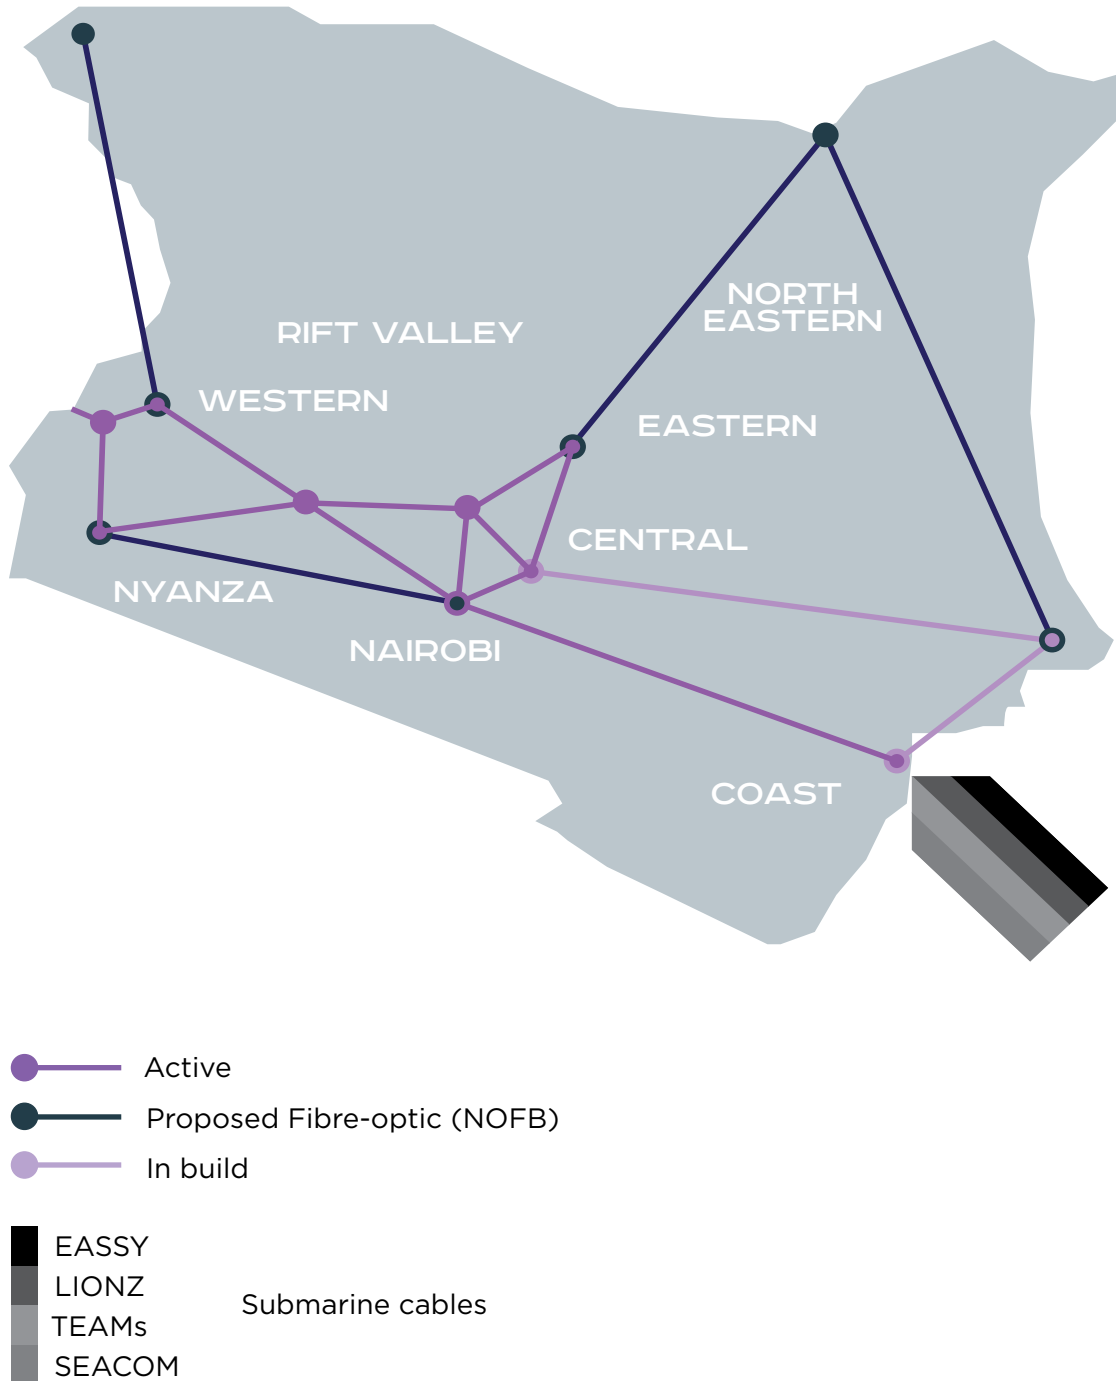 NORTH
EASTERN
RIFT VALLEY
WESTERN
EASTERN
CENTRAL
NYANZA
NAIROBI
COAST
Active
Proposed Fibre-optic (NOFB)
In build
EASSY
LIONZ
Submarine cables
TEAMs
SEACOM